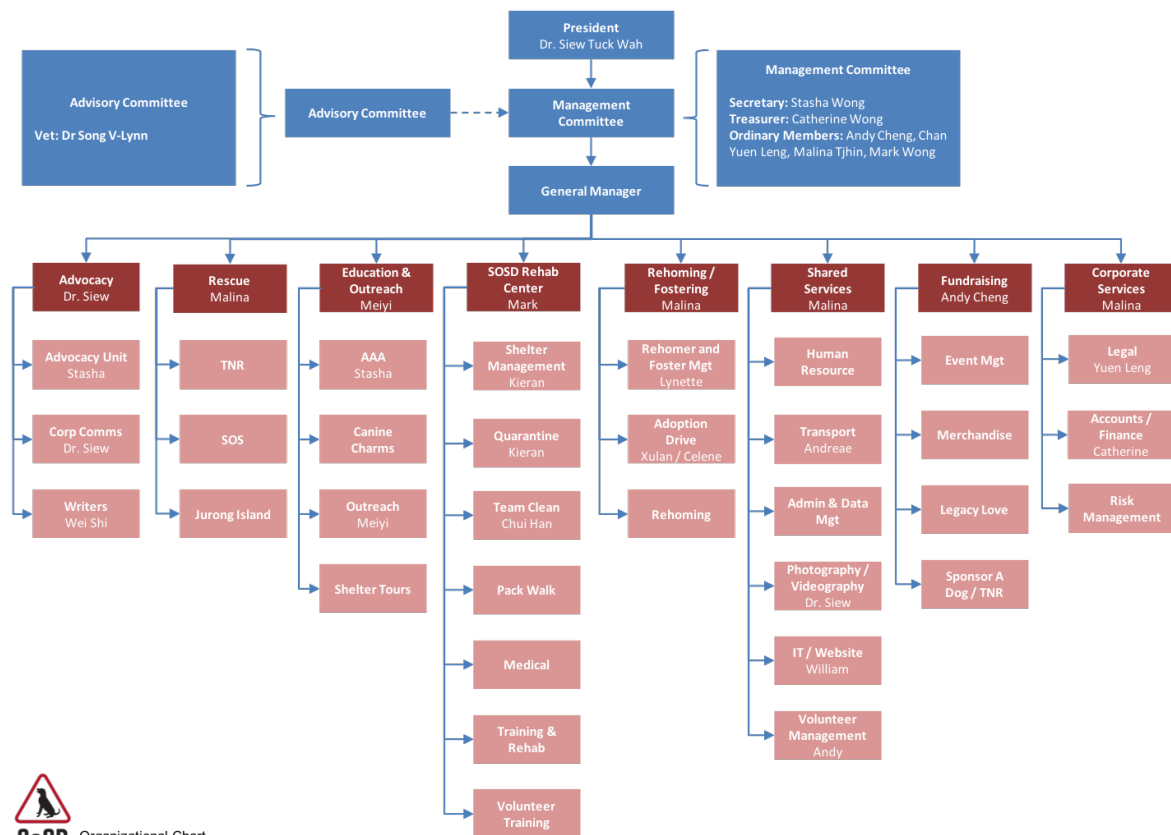 President
Dr. Siew Tuck Wah
Advisory Committee
Vet: Dr Song V-Lynn
Advisory Committee
Management
Committee
Management Committee
Secretary: Stasha Wong
Treasurer: Catherine Wong
Ordinary Members: Andy Cheng, Chan
Yuen Leng, Malina Tjhin, Mark Wong
General Manager
Advocacy
Dr. Siew
Rescue
Malina
Education &
Outreach
Meiyi
SOSD Rehab
Center
Mark
Rehoming /
Fostering
Malina
Shared
Services
Malina
Fundraising
Andy Cheng
Corporate
Services
Malina
Advocacy Unit
Stasha
Corp Comms
Dr. Siew
Writers
Wei Shi
TNR
SOS
Jurong Island
AAA
Stasha
Canine
Charms
Outreach
Meiyi
Shelter Tours
Shelter
Management
Kieran
Quarantine
Kieran
Team Clean
Chui Han
Pack Walk
Medical
Training &
Rehab
Volunteer
Training
Rehomer and
Foster Mgt
Lynette
Adoption
Drive
Xulan / Celene
Rehoming
Human
Resource
Transport
Andreae
Admin & Data
Mgt
Photography /
Videography
Dr. Siew
IT / Website
William
Volunteer
Management
Andy
Event Mgt
Merchandise
Legacy Love
Sponsor A
Dog / TNR
Legal
Yuen Leng
Accounts /
Finance
Catherine
Risk
Management
Organizational Chart